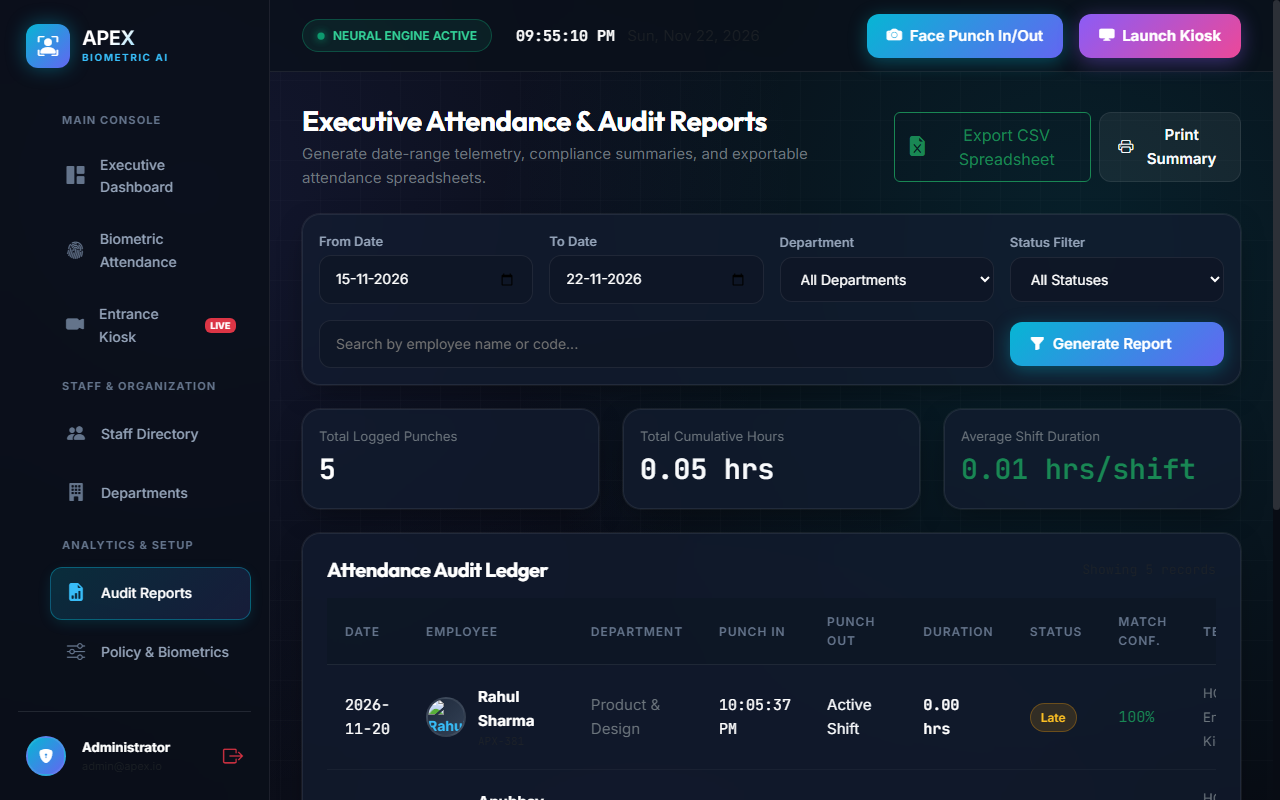 APEX
BIOMETRIC AI
NEURAL ENGINE ACTIVE
09:55:10 PM
Sun, Nov 22, 2026
Face Punch In/Out
Launch Kiosk
MAIN CONSOLE
Executive
Dashboard
Biometric
Attendance
Entrance
Kiosk
LIVE
STAFF & ORGANIZATION
Staff Directory
Departments
ANALYTICS & SETUP
Audit Reports
Policy & Biometrics
Administrator
admin@apex.io
Executive Attendance & Audit Reports
Generate date-range telemetry, compliance summaries, and exportable
attendance spreadsheets.
Export CSV
Spreadsheet
Print
Summary
From Date
To Date
Department
Status Filter
15-11-2026
22-11-2026
All Departments
All Statuses
Search by employee name or code...
Generate Report
Total Logged Punches
5
Total Cumulative Hours
0.05 hrs
Average Shift Duration
0.01 hrs/shift
Attendance Audit Ledger
Showing 5 records
DATE
EMPLOYEE
DEPARTMENT
PUNCH IN
PUNCH
OUT
DURATION
STATUS
MATCH
CONF.
2026-
11-20
Rahu
Rahul
Sharma
Product &
Design
10:05:37
PM
Active
Shift
0.00
hrs
Late
100%